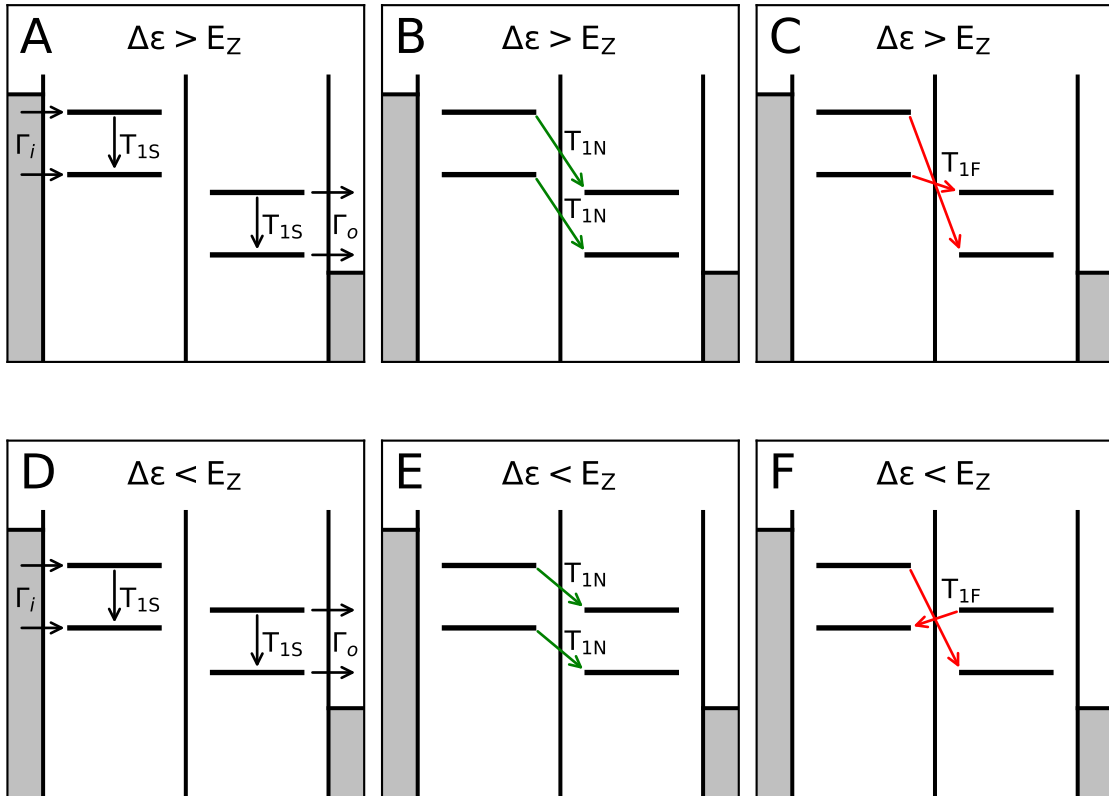 A
Δε > E_Z
Γ_i
T_1S
T_1S
Γ_o
B
Δε > E_Z
T_1N
T_1N
C
Δε > E_Z
T_1F
D
Δε < E_Z
Γ_i
T_1S
T_1S
Γ_o
E
Δε < E_Z
T_1N
T_1N
F
Δε < E_Z
T_1F